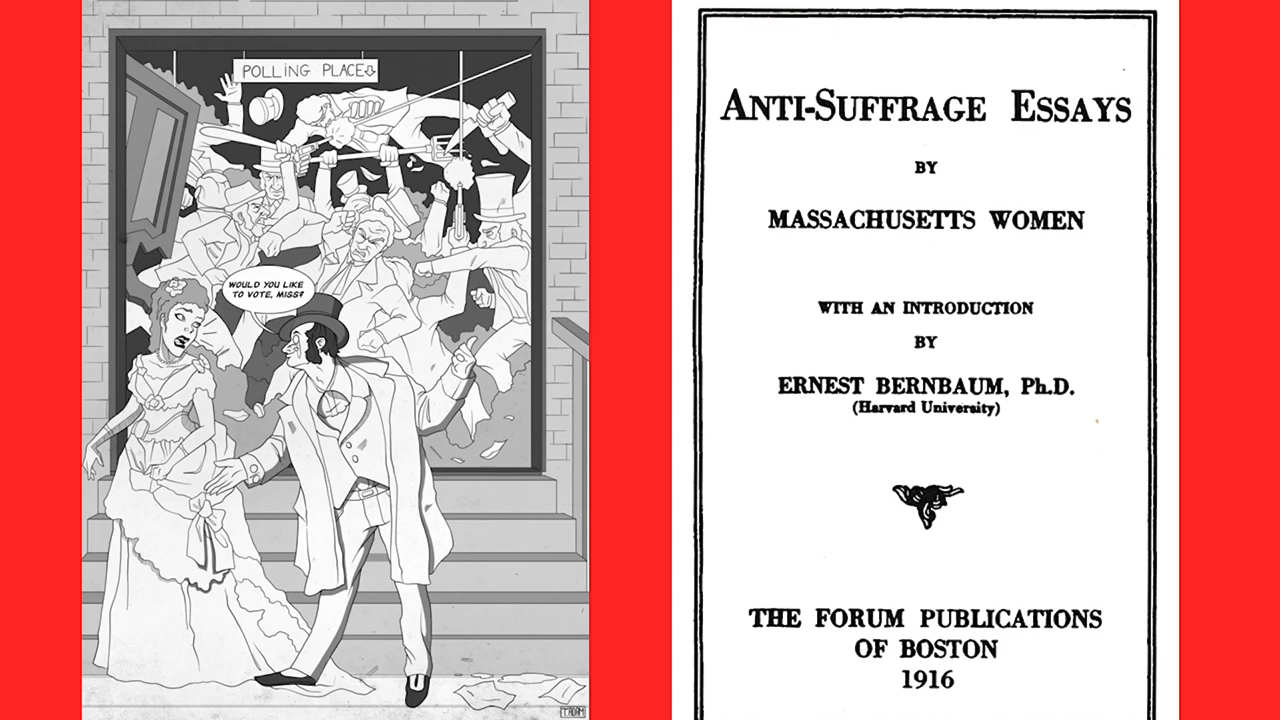 POLLING PLACE
WOULD YOU LIKE
TO VOTE, MISS?
TADAM
ANTI-SUFFRAGE ESSAYS
BY
MASSACHUSETTS WOMEN
WITH AN INTRODUCTION
BY
ERNEST BERNBAUM, Ph.D.
(Harvard University)
THE FORUM PUBLICATIONS
OF BOSTON
1916